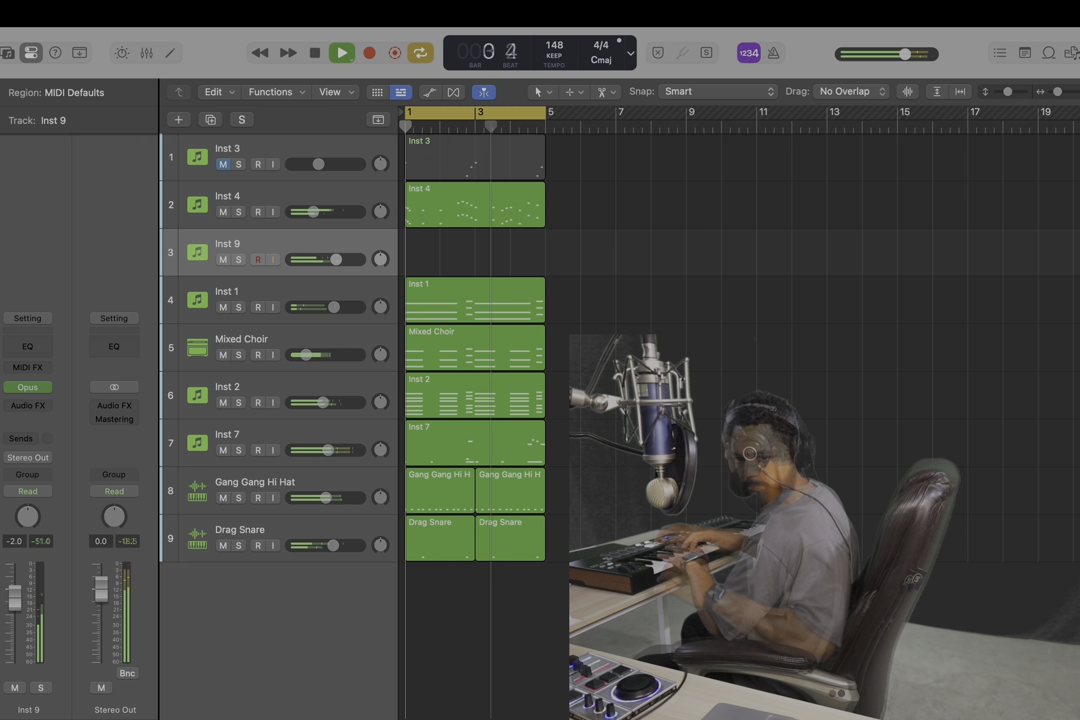 148
KEEP
TEMPO
4/4
Cmaj
BAR
BEAT
1234
S
Region: MIDI Defaults
Track: Inst 9
Edit
Functions
View
Snap: Smart
Drag: No Overlap
S
1 3 5 7 9 11 13 15 17 19
1 Inst 3
M S R I
Inst 3
2 Inst 4
M S R I
Inst 4
3 Inst 9
M S R I
4 Inst 1
M S R I
Inst 1
5 Mixed Choir
M S R I
Mixed Choir
6 Inst 2
M S R I
Inst 2
7 Inst 7
M S R I
Inst 7
8 Gang Gang Hi Hat
M S R I
Gang Gang Hi H
Gang Gang Hi H
9 Drag Snare
M S R I
Drag Snare
Drag Snare
Setting
Setting
EQ
EQ
MIDI FX
Opus
Audio FX
Audio FX
Mastering
Sends
Stereo Out
Group
Group
Read
Read
-2.0
-51.0
0.0
Bnc
M S
M
Inst 9
Stereo Out